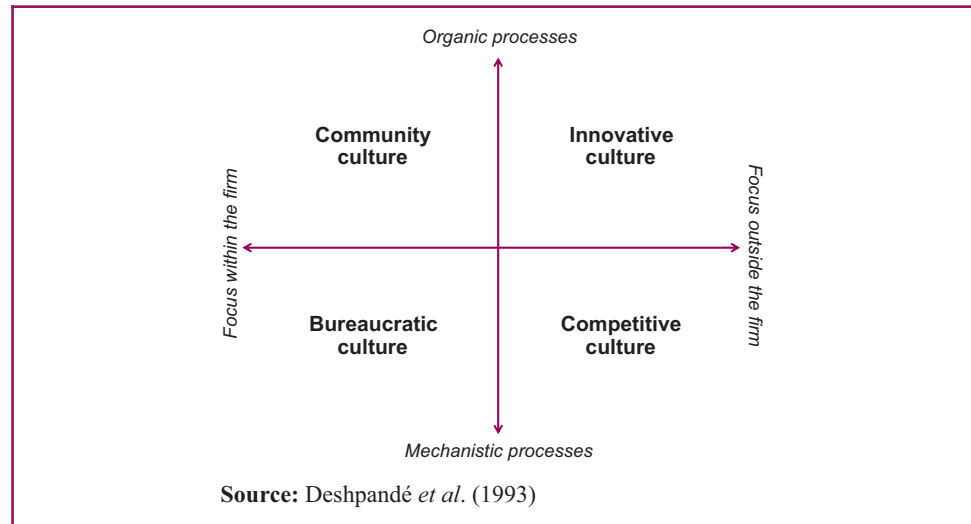 Organic processes
Community
culture
Innovative
culture
Focus within the firm
Focus outside the firm
Bureaucratic
culture
Competitive
culture
Mechanistic processes
Source: Deshpandé et al. (1993)